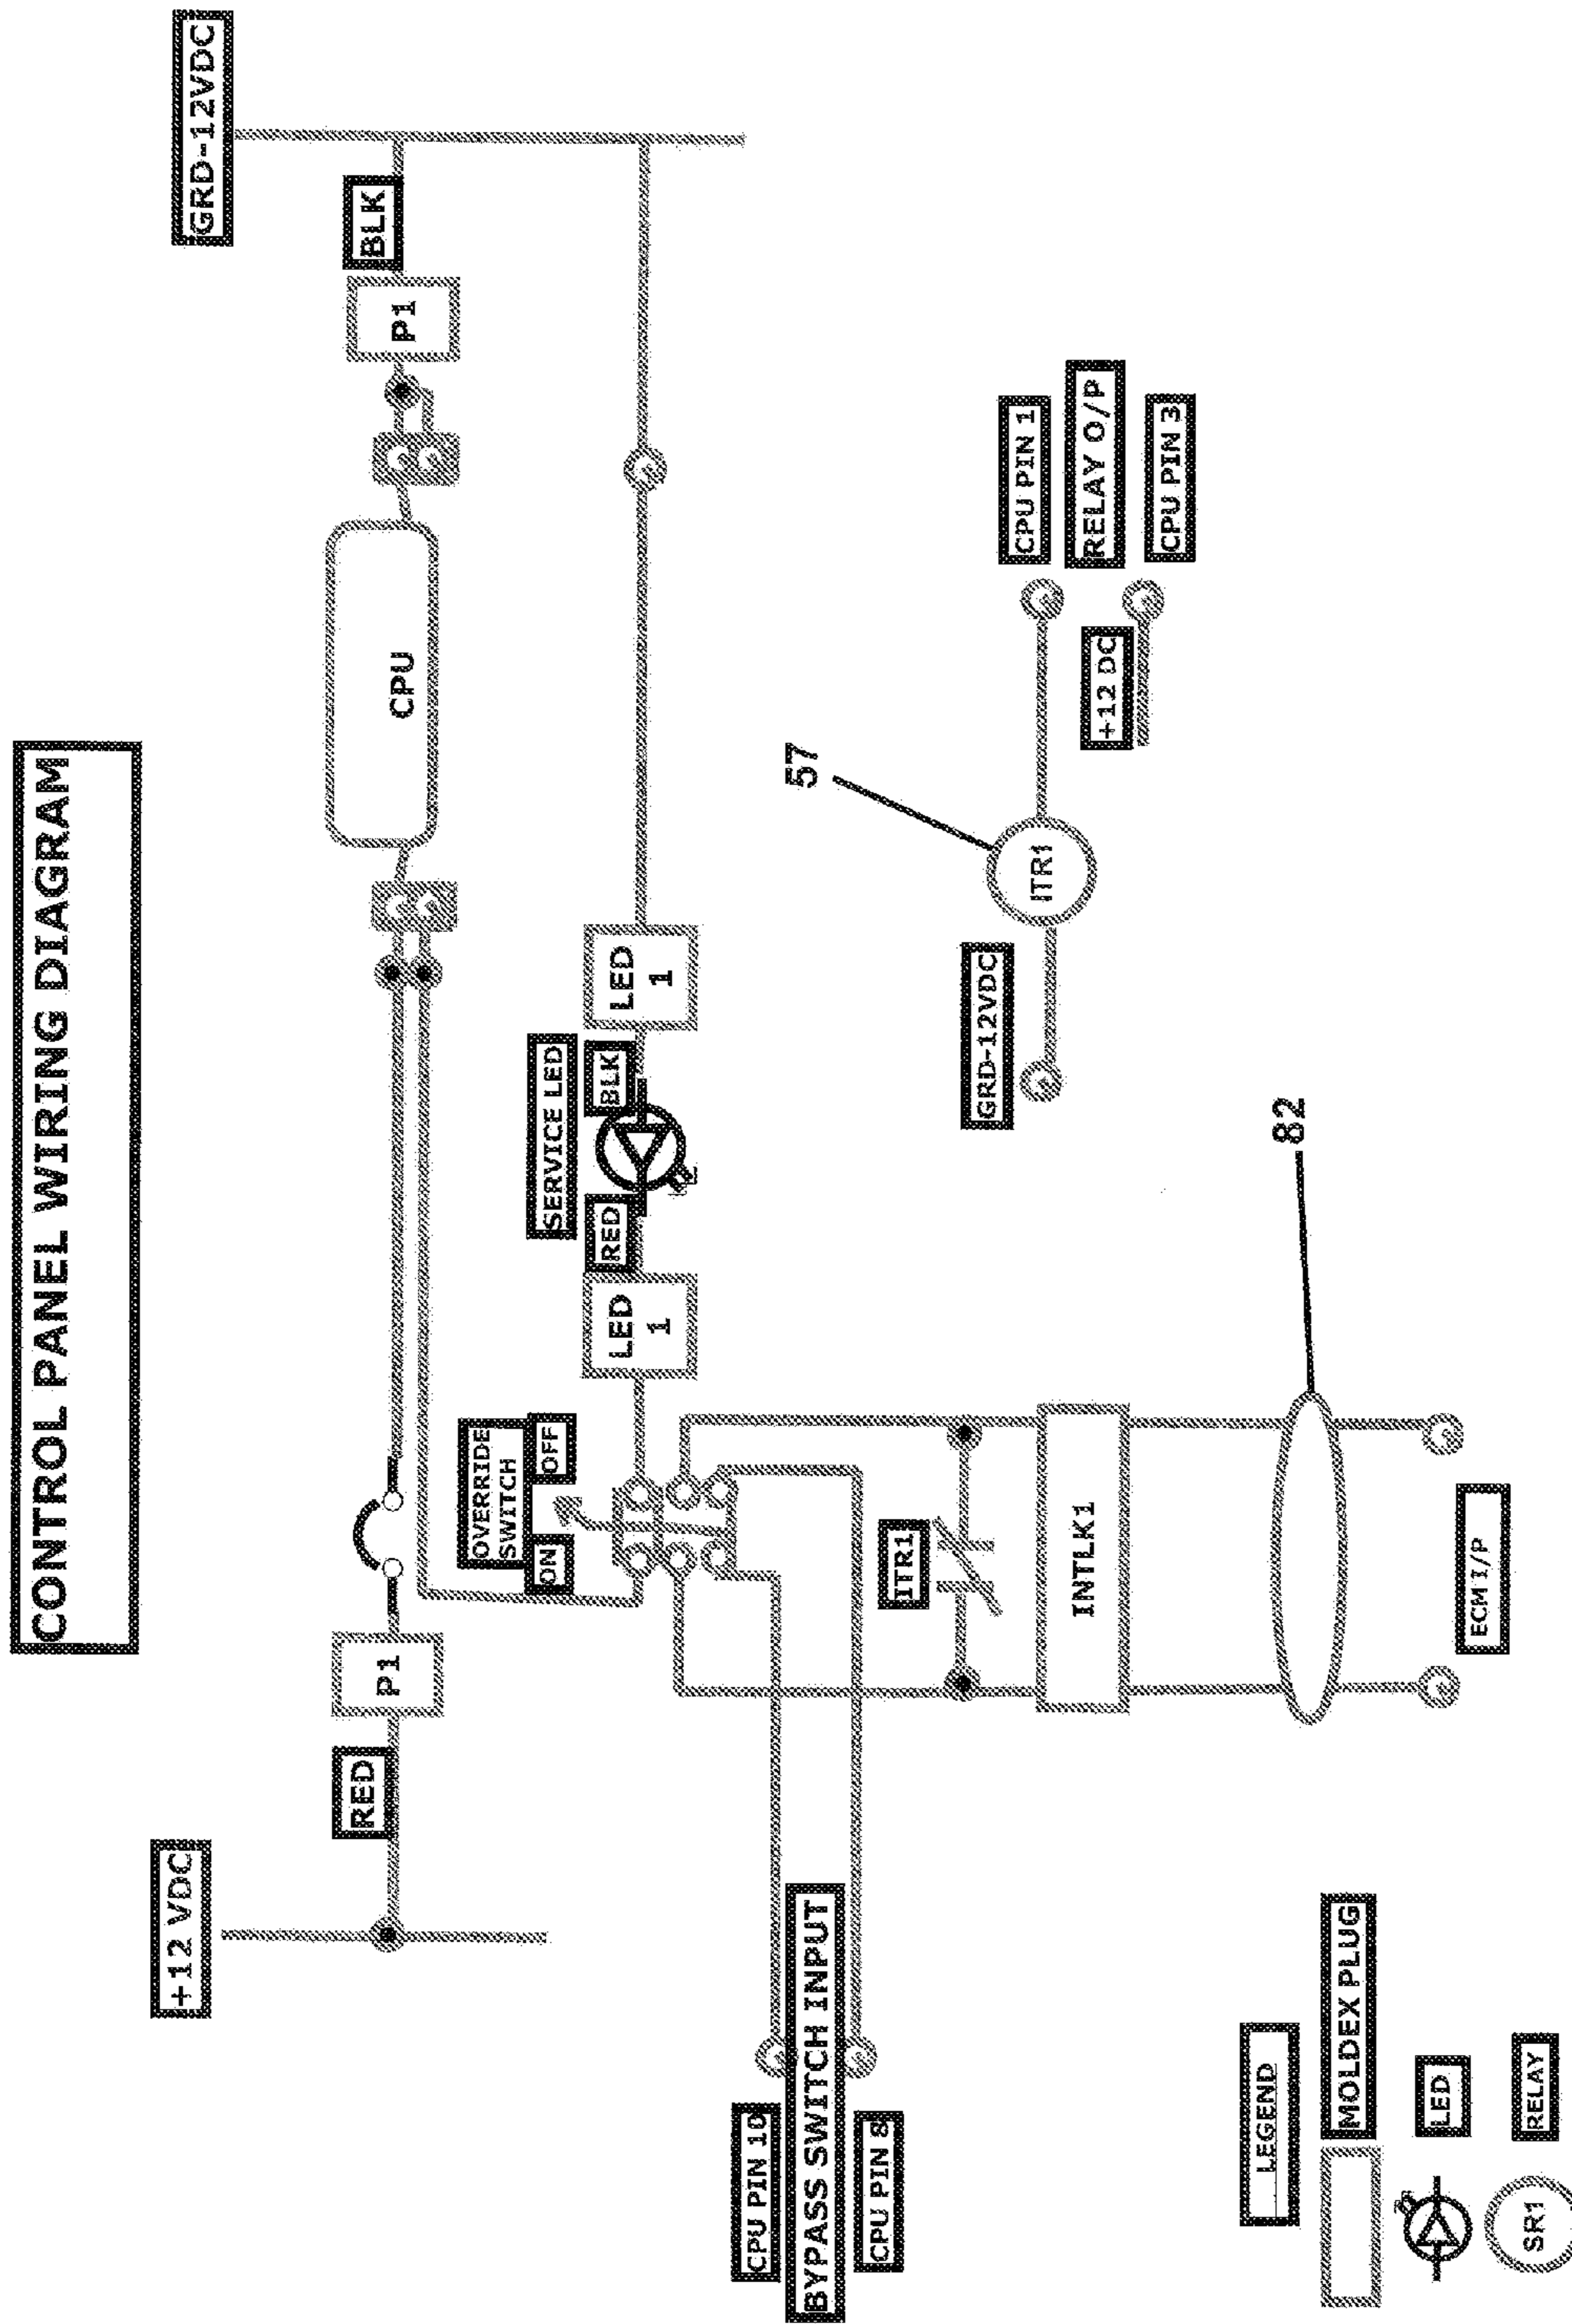 CONTROL PANEL WIRING DIAGRAM
+12 VDC
GRD-12VDC
RED
P1
CPU
P1
BLK
OVERRIDE
SWITCH
ON
OFF
SERVICE LED
LED
1
RED
BLK
LED
1
CPU PIN 10
BYPASS SWITCH INPUT
CPU PIN 8
ITR1
INTLK1
82
ECM I/P
57
GRD-12VDC
ITR1
CPU PIN 1
RELAY O/P
+12 DC
CPU PIN 3
LEGEND
MOLDEX PLUG
LED
SR1
RELAY